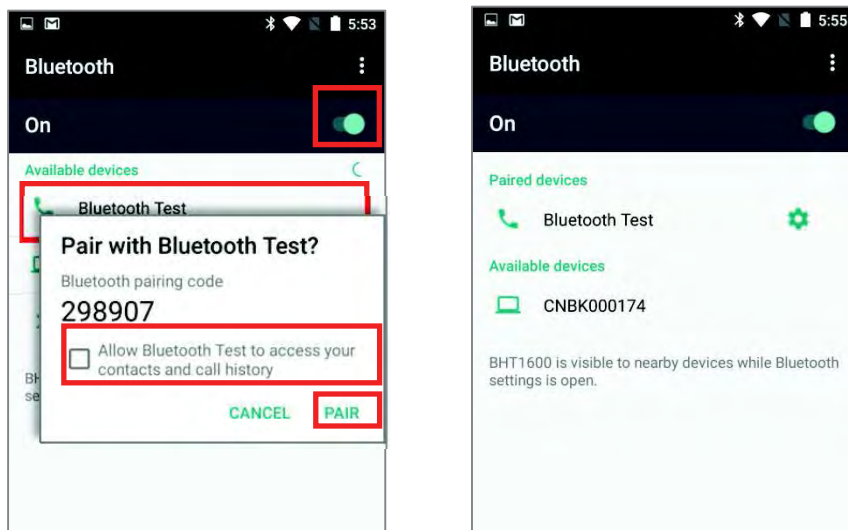 5:53
Bluetooth
On
Available devices
Bluetooth Test
Pair with Bluetooth Test?
Bluetooth pairing code
298907
Allow Bluetooth Test to access your
contacts and call history
BH
se
CANCEL
PAIR
5:55
Bluetooth
On
Paired devices
Bluetooth Test
Available devices
CNBK000174
BHT1600 is visible to nearby devices while Bluetooth
settings is open.